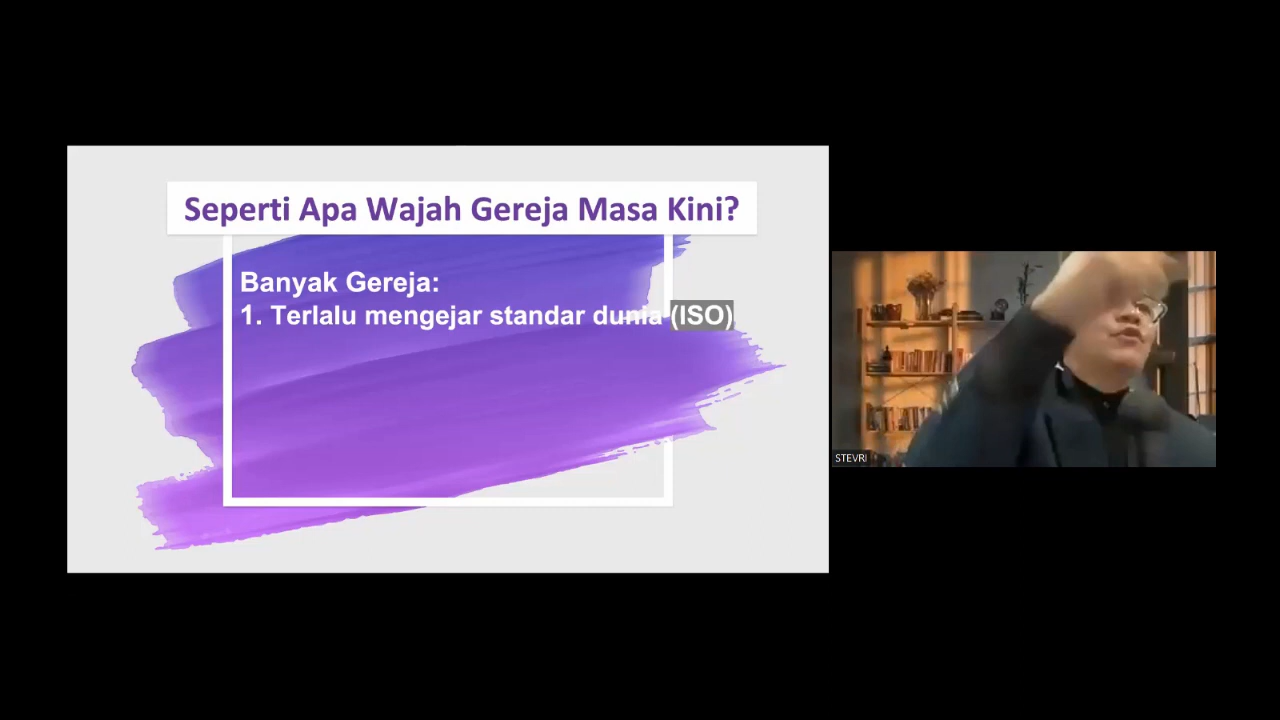 Seperti Apa Wajah Gereja Masa Kini?
Banyak Gereja:
1. Terlalu mengejar standar dunia (ISO)
STEVRI